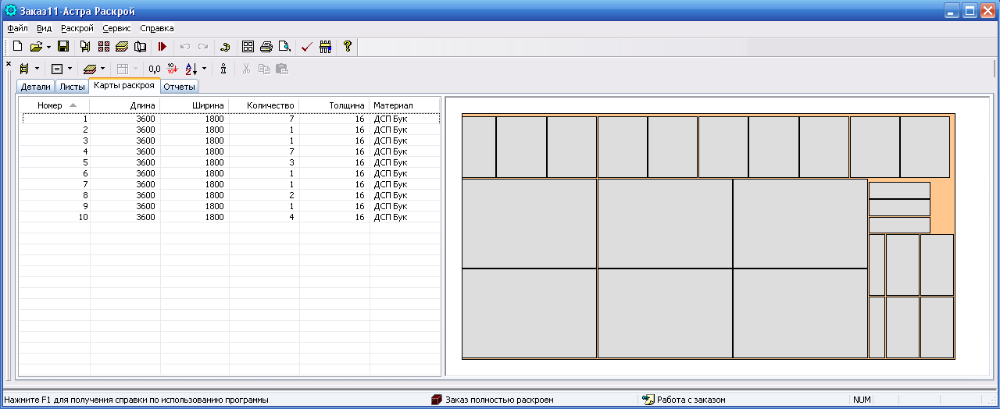 Заказ11-Астра Раскрой
Файл Вид Раскрой Сервис Справка
0,0 10 10 А Я
Детали Листы Карты раскроя Отчеты
Номер Длина Ширина Количество Толщина Материал
1 3600 1800 7 16 ДСП Бук
2 3600 1800 1 16 ДСП Бук
3 3600 1800 1 16 ДСП Бук
4 3600 1800 7 16 ДСП Бук
5 3600 1800 3 16 ДСП Бук
6 3600 1800 1 16 ДСП Бук
7 3600 1800 1 16 ДСП Бук
8 3600 1800 2 16 ДСП Бук
9 3600 1800 1 16 ДСП Бук
10 3600 1800 4 16 ДСП Бук
Нажмите F1 для получения справки по использованию программы Заказ полностью раскроен Работа с заказом NUM